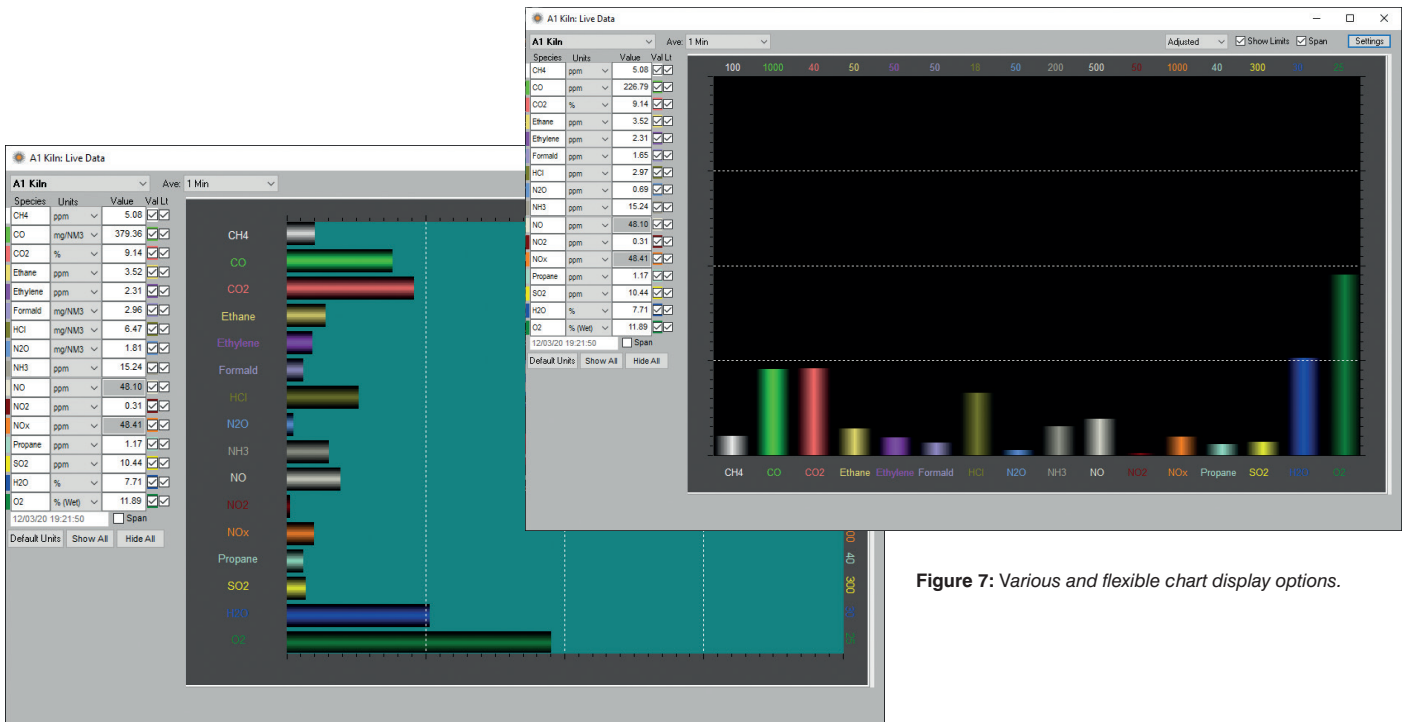 A1 Kiln: Live Data
A1 Kiln Ave: 1 Min Adjusted Show Limits Span Settings
Species Units Value Val Lt
CH4 ppm 5.08
CO ppm 226.79
CO2 % 9.14
Ethane ppm 3.52
Ethylene ppm 2.31
Formald ppm 1.65
HCl ppm 2.97
N2O ppm 0.69
NH3 ppm 15.24
NO ppm 48.10
NO2 ppm 0.31
NOx ppm 48.41
Propane ppm 1.17
SO2 ppm 10.44
H2O % 7.71
O2 % (Wet) 11.89
12/03/20 19:21:50 Span
Default Units Show All Hide All
100 1000 40 50 50 50 18 50 200 500 50 1000 40 300 25
CH4 CO CO2 Ethane Ethylene Formald HCl N2O NH3 NO NO2 NOx Propane SO2 H2O O2
A1 Kiln: Live Data
A1 Kiln Ave: 1 Min
Species Units Value Val Lt
CH4 ppm 5.08
CO mg/NM3 379.36
CO2 % 9.14
Ethane ppm 3.52
Ethylene ppm 2.31
Formald mg/NM3 2.96
HCl mg/NM3 6.47
N2O mg/NM3 1.81
NH3 ppm 15.24
NO ppm 48.10
NO2 ppm 0.31
NOx ppm 48.41
Propane ppm 1.17
SO2 ppm 10.44
H2O % 7.71
O2 % (Wet) 11.89
12/03/20 19:21:50 Span
Default Units Show All Hide All
CH4
CO
CO2
Ethane
Ethylene
Formald
HCl
N2O
NH3
NO
NO2
NOx
Propane 40
SO2 300
H2O
O2 25
Figure 7: Various and flexible chart display options.